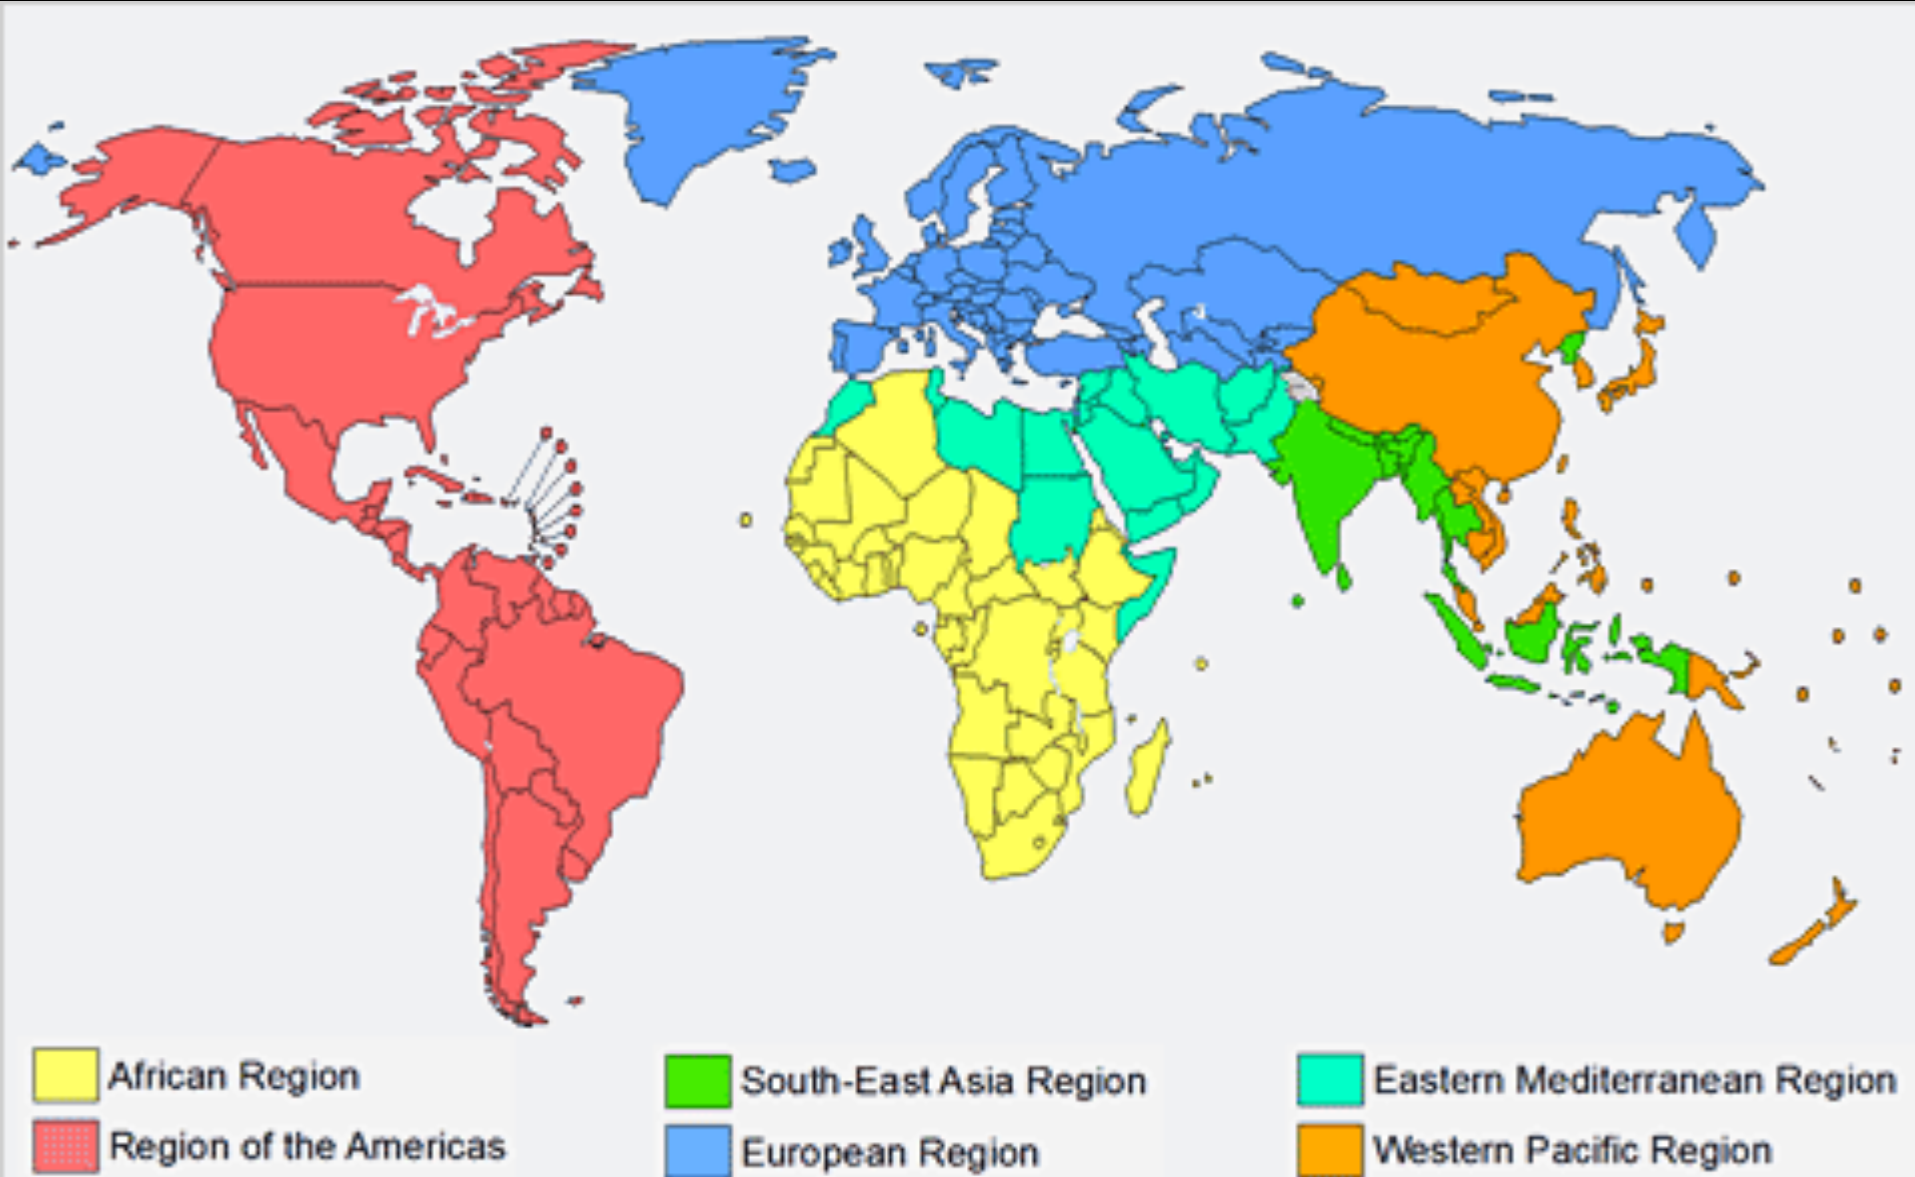 African Region
South-East Asia Region
Eastern Mediterranean Region
Region of the Americas
European Region
Western Pacific Region